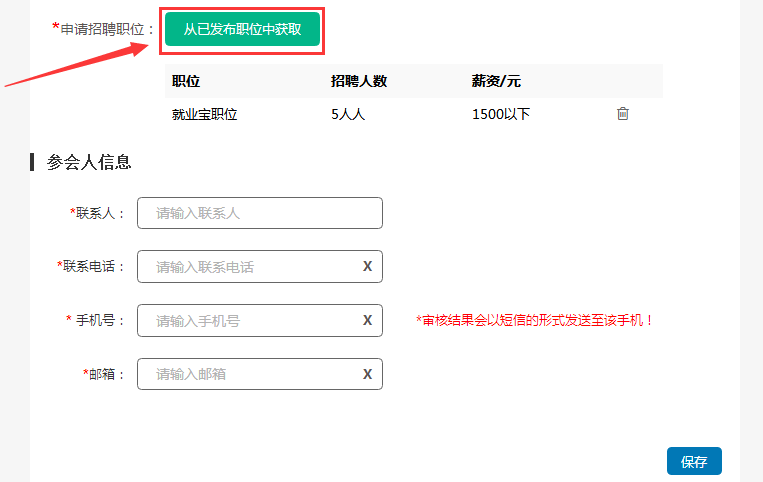 *申请招聘职位： 从已发布职位中获取
职位 招聘人数 薪资/元
就业宝职位 5人人 1500以下
参会人信息
*联系人： 请输入联系人
*联系电话： 请输入联系电话 X
* 手机号： 请输入手机号 X *审核结果会以短信的形式发送至该手机！
*邮箱： 请输入邮箱 X
保存